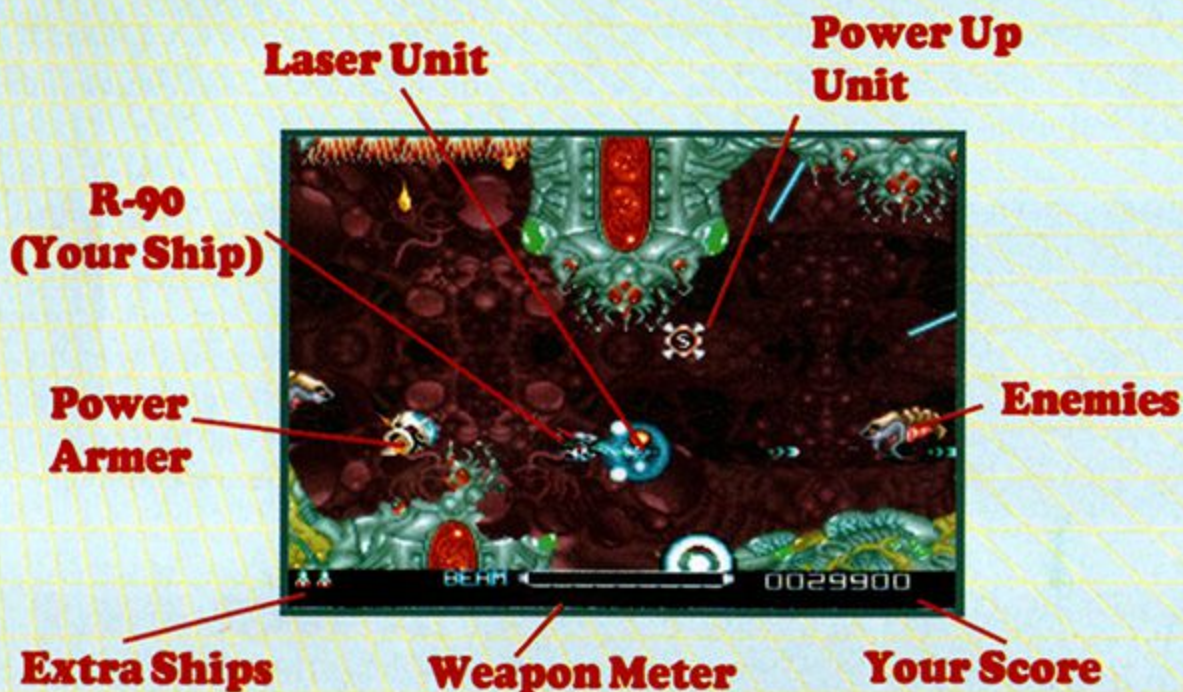 Laser Unit
Power Up
Unit
R-90
(Your Ship)
S
Power
Armer
Enemies
BEAM
0029900
Extra Ships
Weapon Meter
Your Score